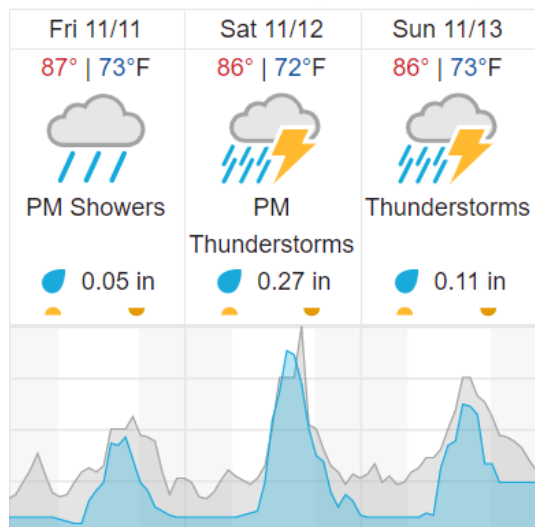 Fri 11/11
87° | 73°F
PM Showers
0.05 in
Sat 11/12
86° | 72°F
PM
Thunderstorms
0.27 in
Sun 11/13
86° | 73°F
Thunderstorms
0.11 in